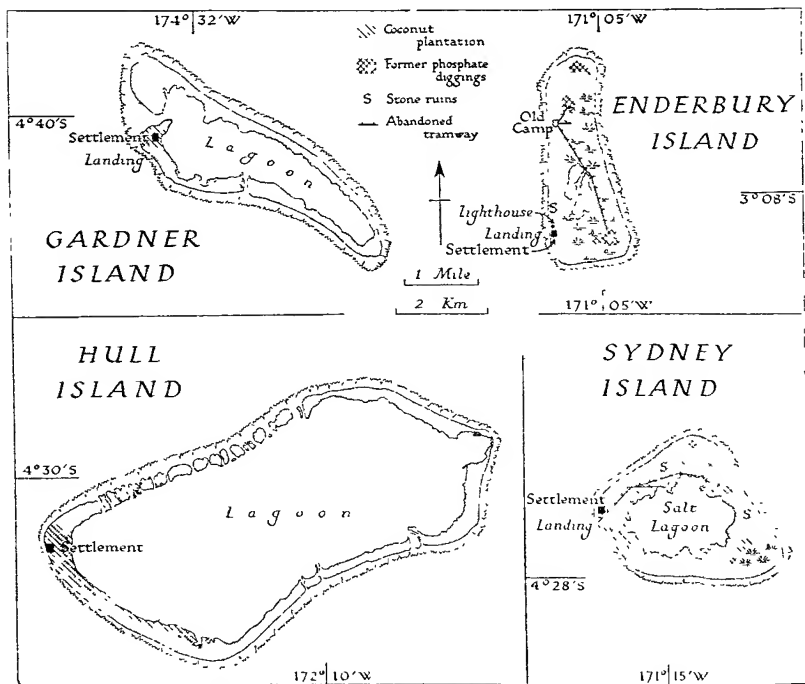 174° 32'W
4°40'S
Settlement
Landing
Lagoon
GARDNER
ISLAND
Coconut
plantation
Former phosphate
diggings
S Stone ruins
Abandoned
tramway
1 Mile
2 Km
171° 05'W
Old
Camp
ENDERBURY
ISLAND
3°08'S
S
Lighthouse
Landing
Settlement
171° 05'W
HULL
ISLAND
4°30'S
Lagoon
Settlement
172° 10'W
SYDNEY
ISLAND
S
Settlement
Landing
Salt
Lagoon
S
4°28'S
171° 15'W